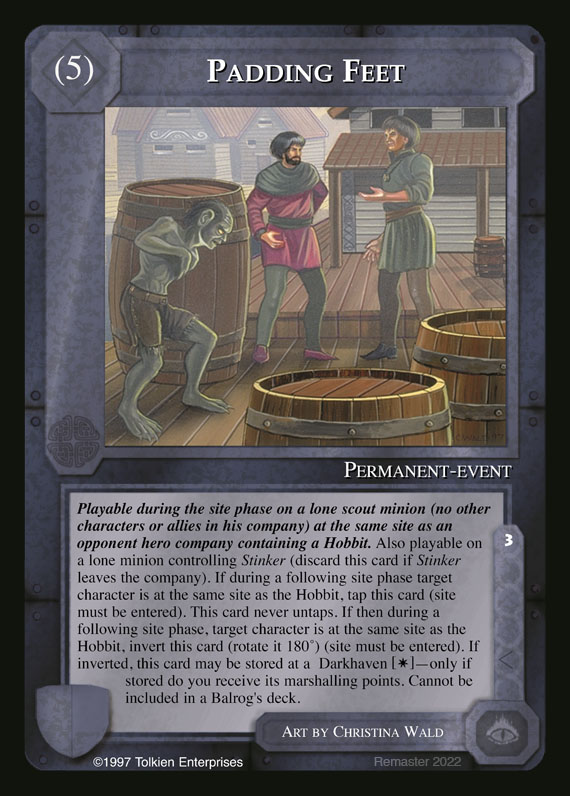 (5)
Padding Feet
Permanent-event
Playable during the site phase on a lone scout minion (no other
characters or allies in his company) at the same site as an
opponent hero company containing a Hobbit. Also playable on
a lone minion controlling Stinker (discard this card if Stinker
leaves the company). If during a following site phase target
character is at the same site as the Hobbit, tap this card (site
must be entered). This card never untaps. If then during a
following site phase, target character is at the same site as the
Hobbit, invert this card (rotate it 180˚) (site must be entered). If
inverted, this card may be stored at a Darkhaven [✷]—only if
stored do you receive its marshalling points. Cannot be
included in a Balrog's deck.
3
Art by Christina Wald
©1997 Tolkien Enterprises
Remaster 2022